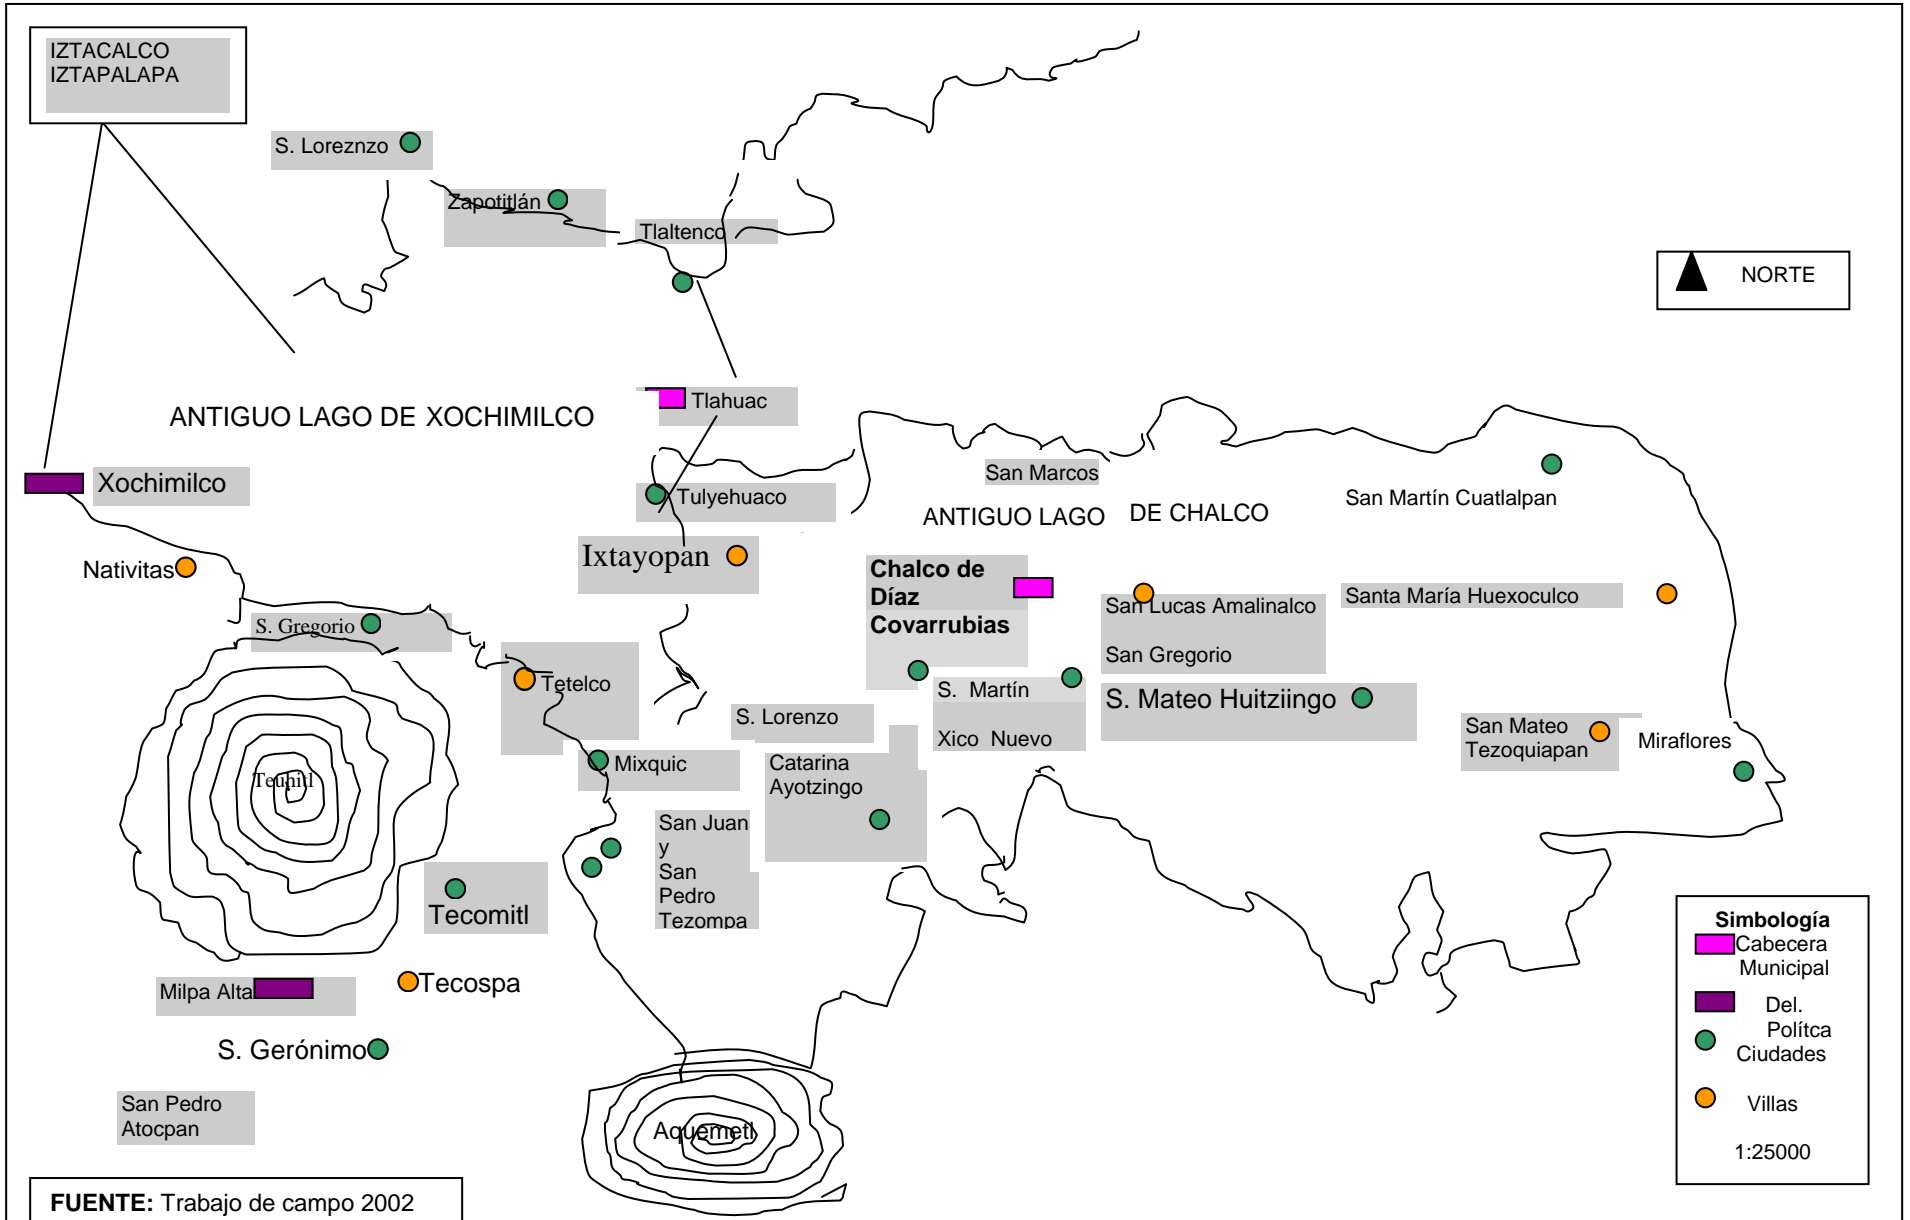 IZTACALCO
IZTAPALAPA
S. Loreznzo
Zapotitlán
Tlaltenco
NORTE
Tlahuac
ANTIGUO LAGO DE XOCHIMILCO
Xochimilco
Tulyehuaco
San Marcos
San Martín Cuatlalpan
ANTIGUO LAGO DE CHALCO
Ixtayopan
Nativitas
Chalco de
Díaz
Covarrubias
San Lucas Amalinalco
San Gregorio
Santa María Huexoculco
S. Gregorio
Tetelco
S. Martín
Xico Nuevo
S. Mateo Huitziingo
S. Lorenzo
San Mateo
Tezoquiapan
Miraflores
Teuhitl
Mixquic
Catarina
Ayotzingo
San Juan
y
San
Pedro
Tezompa
Tecomitl
Milpa Alta
Tecospa
S. Gerónimo
San Pedro
Atocpan
Aquemetl
Simbología
Cabecera
Municipal
Del.
Polítca
Ciudades
Villas
1:25000
FUENTE: Trabajo de campo 2002